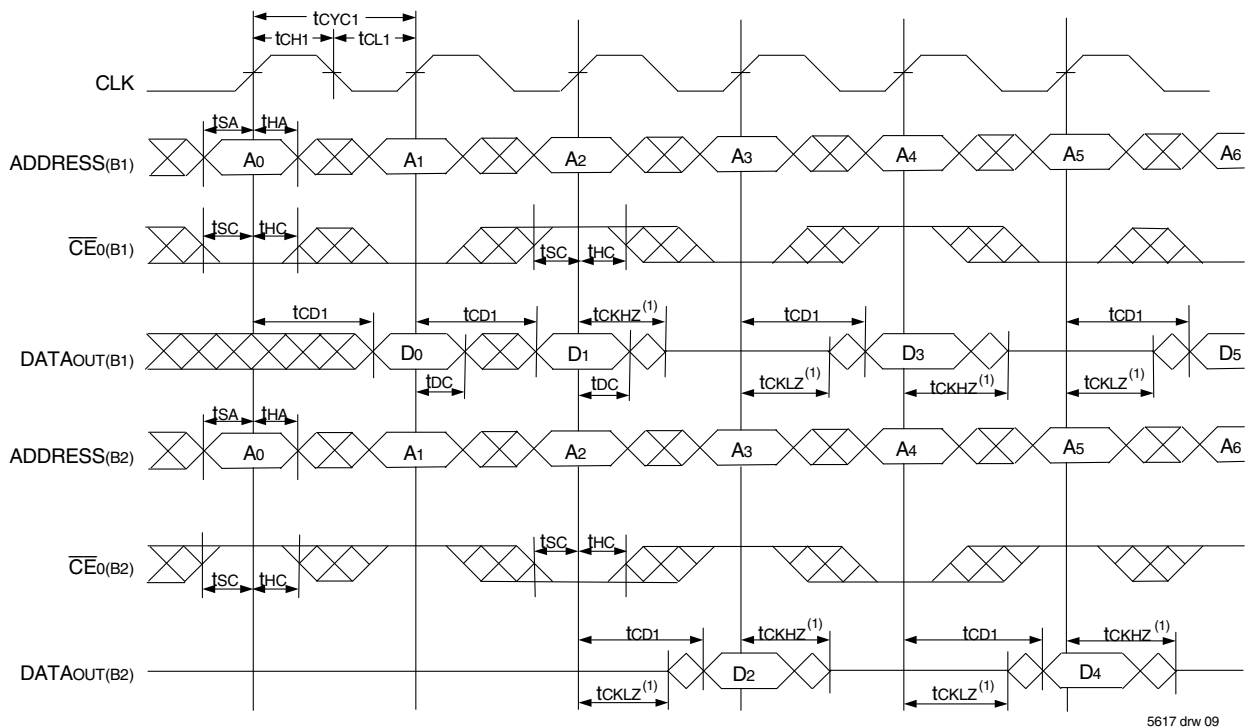 tCYC1
tCH1 tCL1
CLK
tSA tHA
ADDRESS(B1) A0 A1 A2 A3 A4 A5 A6
tSC tHC
CE0(B1) tSC tHC
tCD1 tCD1 tCKHZ(1) tCD1 tCD1
DATAOUT(B1) D0 D1 D3 D5
tDC tDC tCKLZ(1) tCKHZ(1) tCKLZ(1)
tSA tHA
ADDRESS(B2) A0 A1 A2 A3 A4 A5 A6
tSC tHC
CE0(B2)
tSC tHC
tCD1 tCKHZ(1) tCD1 tCKHZ(1)
DATAOUT(B2) D2 D4
tCKLZ(1) tCKLZ(1)
5617 drw 09